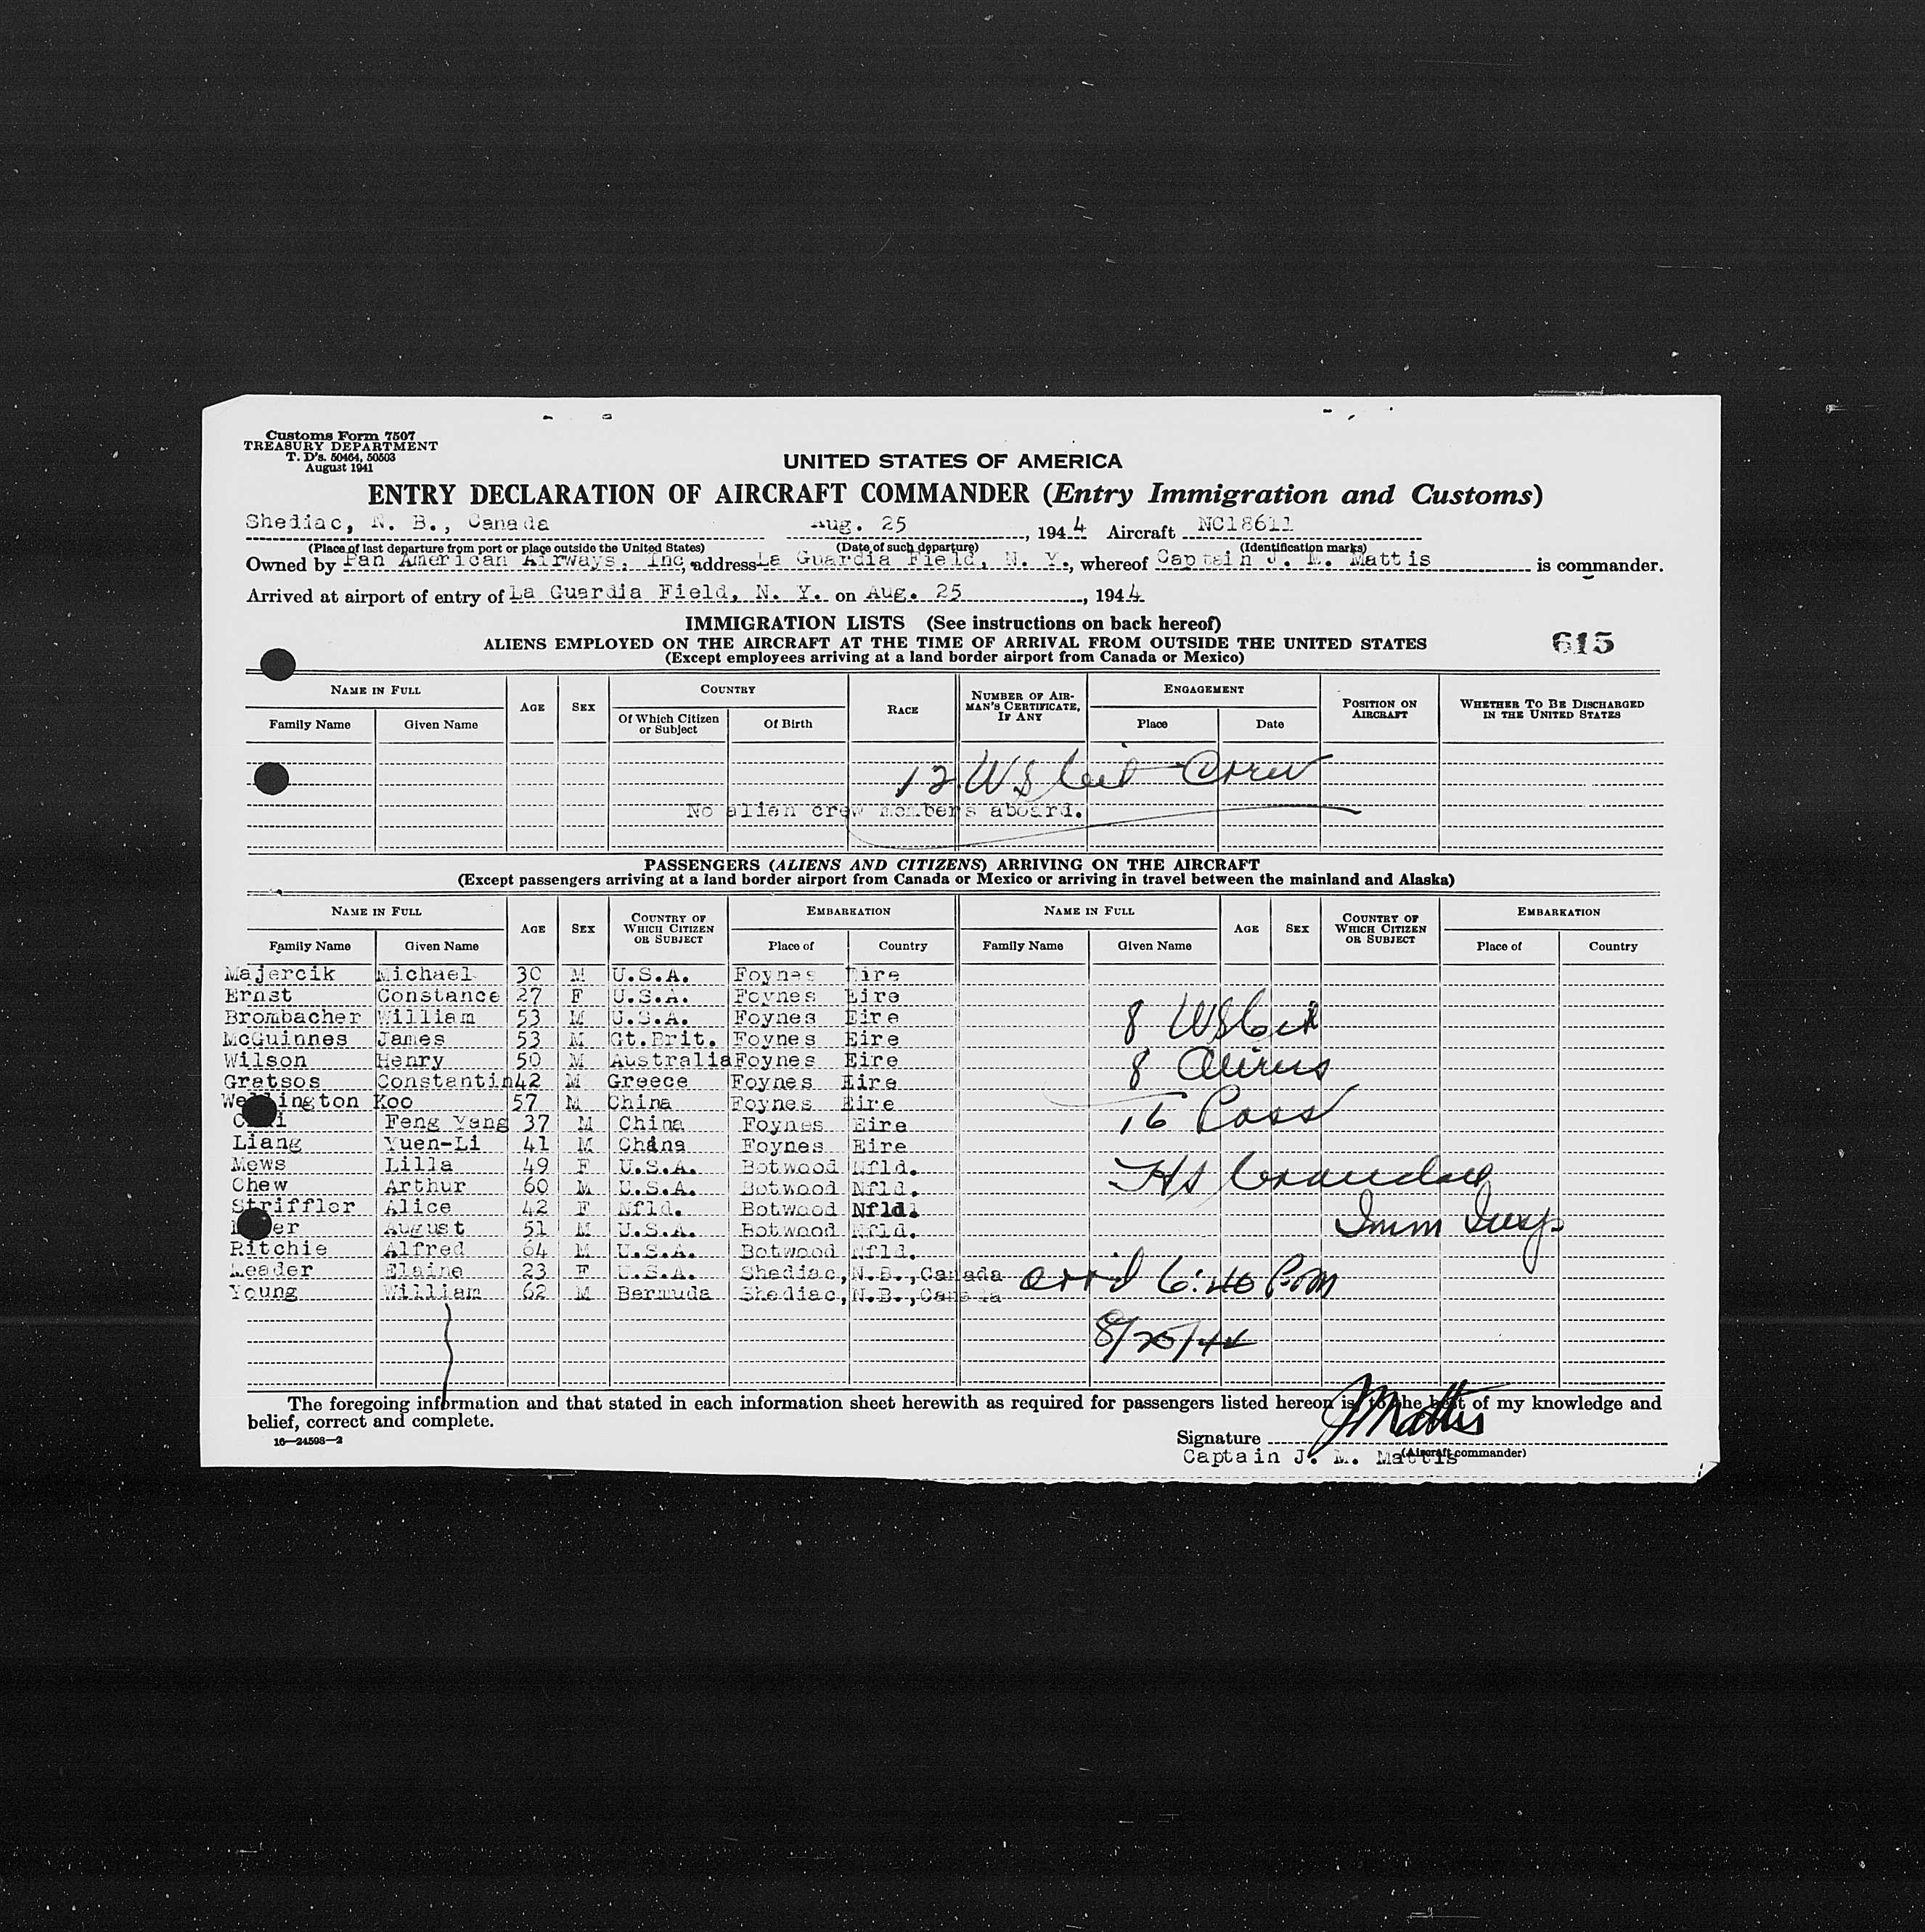 Customs Form 7507
TREASURY DEPARTMENT
T. D's. 50464, 50503
August 1941
UNITED STATES OF AMERICA
ENTRY DECLARATION OF AIRCRAFT COMMANDER (Entry Immigration and Customs)
Shediac, N. B., Canada Aug. 25, 1944 Aircraft NC18611
(Place of last departure from port or place outside the United States) (Date of such departure) (Identification marks)
Owned by Pan American Airways, Inc, address La Guardia Field, N. Y., whereof Captain J. M. Mattis is commander.
Arrived at airport of entry of La Guardia Field, N. Y. on Aug. 25, 1944
IMMIGRATION LISTS (See instructions on back hereof)
ALIENS EMPLOYED ON THE AIRCRAFT AT THE TIME OF ARRIVAL FROM OUTSIDE THE UNITED STATES
615
(Except employees arriving at a land border airport from Canada or Mexico)
NAME IN FULL AGE SEX COUNTRY RACE NUMBER OF AIRMAN'S CERTIFICATE, IF ANY ENGAGEMENT POSITION ON AIRCRAFT WHETHER TO BE DISCHARGED IN THE UNITED STATES
Family Name Given Name Of Which Citizen or Subject Of Birth Place Date
12 US Cit Crew
No alien crew members aboard.
PASSENGERS (ALIENS AND CITIZENS) ARRIVING ON THE AIRCRAFT
(Except passengers arriving at a land border airport from Canada or Mexico or arriving in travel between the mainland and Alaska)
NAME IN FULL AGE SEX COUNTRY OF WHICH CITIZEN OR SUBJECT EMBARKATION NAME IN FULL AGE SEX COUNTRY OF WHICH CITIZEN OR SUBJECT EMBARKATION
Family Name Given Name Place of Country Family Name Given Name Place of Country
Majercik Michael 30 M U.S.A. Foynes Eire
Ernst Constance 27 F U.S.A. Foynes Eire
Brombacher William 53 M U.S.A. Foynes Eire 8 US Cit
McGuinnes James 53 M Gt.Brit. Foynes Eire
Wilson Henry 50 M Australia Foynes Eire 8 Aliens
Gratsos Constantin 42 M Greece Foynes Eire
Wellington Koo 57 M China Foynes Eire 16 Pass
Feng Yang 37 M China Foynes Eire
Liang Yuen-Li 41 M China Foynes Eire
Mews Lilla 49 F U.S.A. Botwood Nfld.
Chew Arthur 60 M U.S.A. Botwood Nfld.
Striffler Alice 42 F Nfld. Botwood Nfld. Imm Insp
August 51 M U.S.A. Botwood Nfld.
Ritchie Alfred 64 M U.S.A. Botwood Nfld.
Leader Elaine 23 F U.S.A. Shediac, N.B., Canada arrd 6:40 PM
Young William 62 M Bermuda Shediac, N.B., Canada
8/25/44
The foregoing information and that stated in each information sheet herewith as required for passengers listed hereon is, to the best of my knowledge and
belief, correct and complete.
16—24598—2
Signature J Mattis
(Aircraft commander)
Captain J. M. Mattis